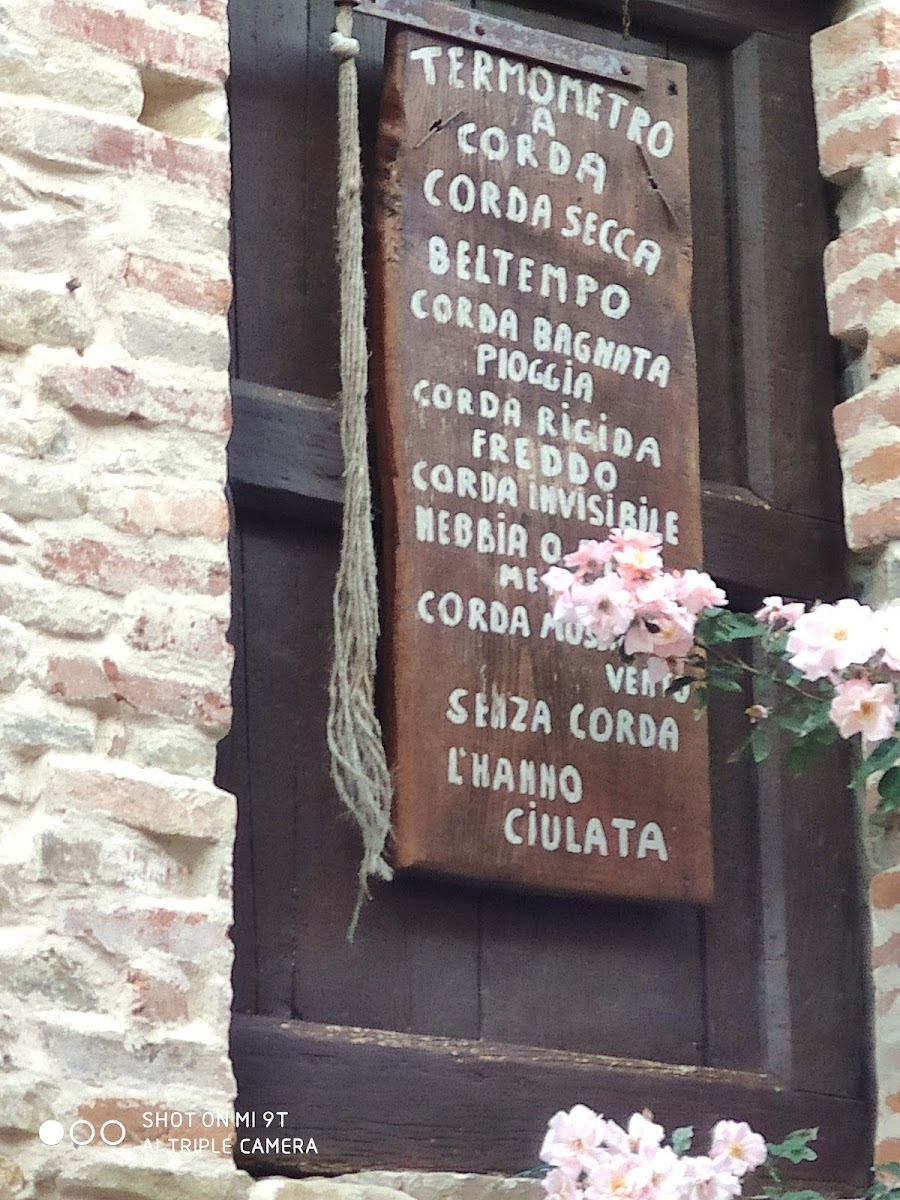 TERMOMETRO
A
CORDA
CORDA SECCA
BELTEMPO
CORDA BAGNATA
PIOGGIA
CORDA RIGIDA
FREDDO
CORDA INVISIBILE
NEBBIA O
CORDA
VENTO
SENZA CORDA
L'HANNO
CIULATA
SHOT ON MI 9T
AI TRIPLE CAMERA